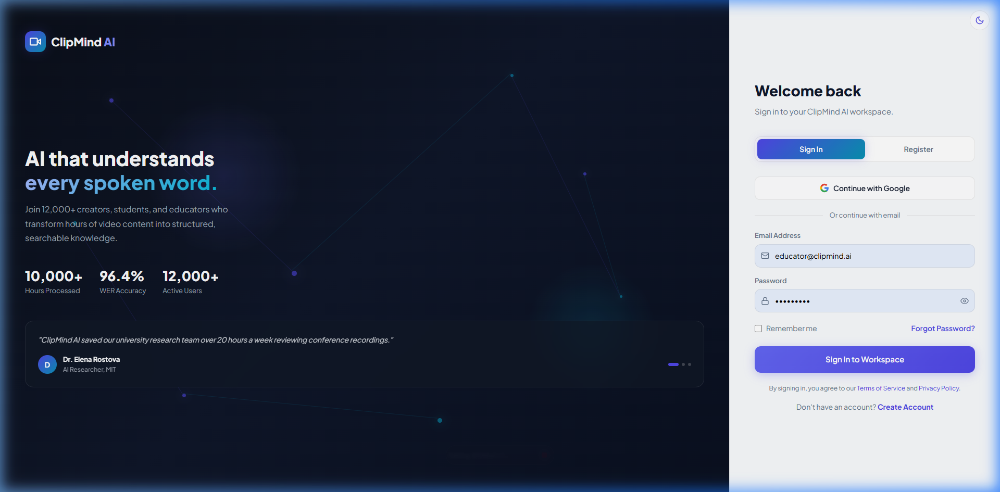 ClipMind AI
AI that understands
every spoken word.
Join 12,000+ creators, students, and educators who
transform hours of video content into structured,
searchable knowledge.
10,000+ 96.4% 12,000+
Hours Processed WER Accuracy Active Users
"ClipMind AI saved our university research team over 20 hours a week reviewing conference recordings."
D
Dr. Elena Rostova
AI Researcher, MIT
Welcome back
Sign in to your ClipMind AI workspace.
Sign In Register
Continue with Google
Or continue with email
Email Address
educator@clipmind.ai
Password
•••••••••
Remember me Forgot Password?
Sign In to Workspace
By signing in, you agree to our Terms of Service and Privacy Policy.
Don't have an account? Create Account